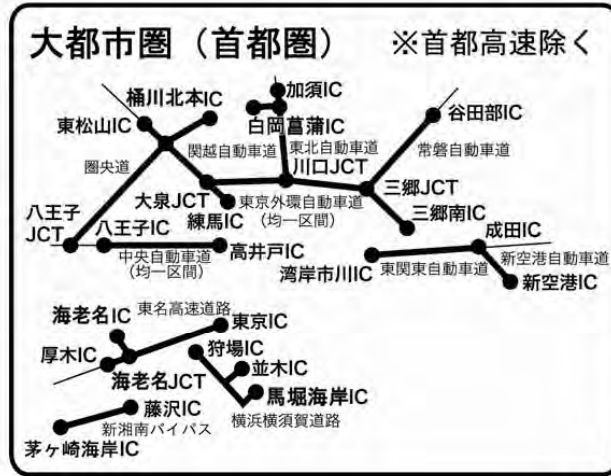 大都市圏（首都圏） ※首都高速除く
桶川北本IC
加須IC
東松山IC
白岡菖蒲IC
谷田部IC
東北自動車道
関越自動車道
常磐自動車道
圏央道
川口JCT
大泉JCT
東京外環自動車道
（均一区間）
三郷JCT
練馬IC
三郷南IC
八王子
JCT
八王子IC
成田IC
中央自動車道
（均一区間）
高井戸IC
湾岸市川IC
東関東自動車道
新空港自動車道
新空港IC
東名高速道路
海老名IC
東京IC
厚木IC
狩場IC
並木IC
海老名JCT
馬堀海岸IC
藤沢IC
横浜横須賀道路
新湘南バイパス
茅ヶ崎海岸IC